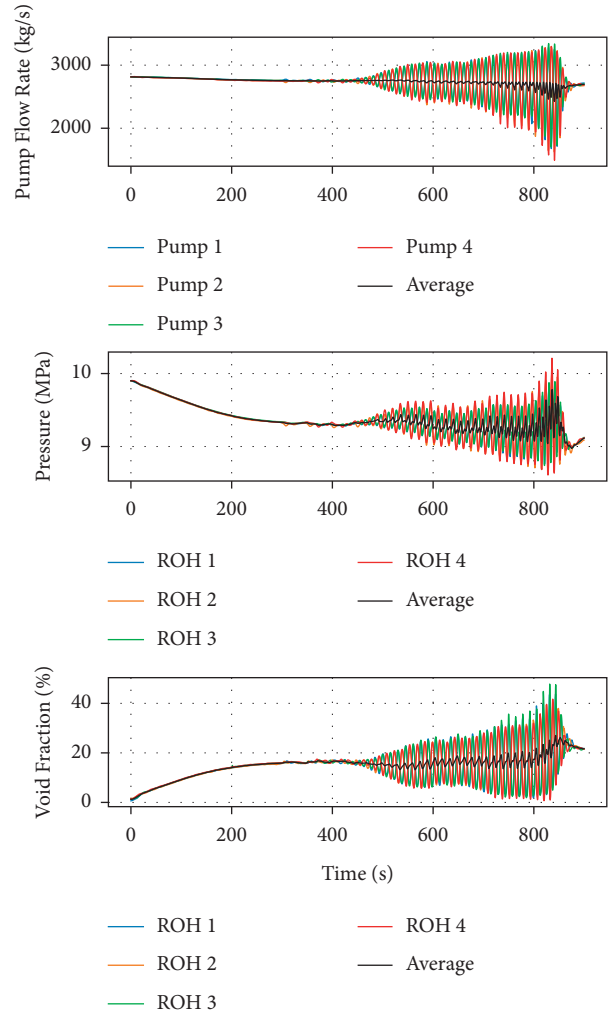 Pump Flow Rate (kg/s)
3000
2000
0 200 400 600 800
Pump 1 Pump 4
Pump 2 Average
Pump 3
Pressure (MPa)
10
9
0 200 400 600 800
ROH 1 ROH 4
ROH 2 Average
ROH 3
Void Fraction (%)
40
20
0
0 200 400 600 800
Time (s)
ROH 1 ROH 4
ROH 2 Average
ROH 3